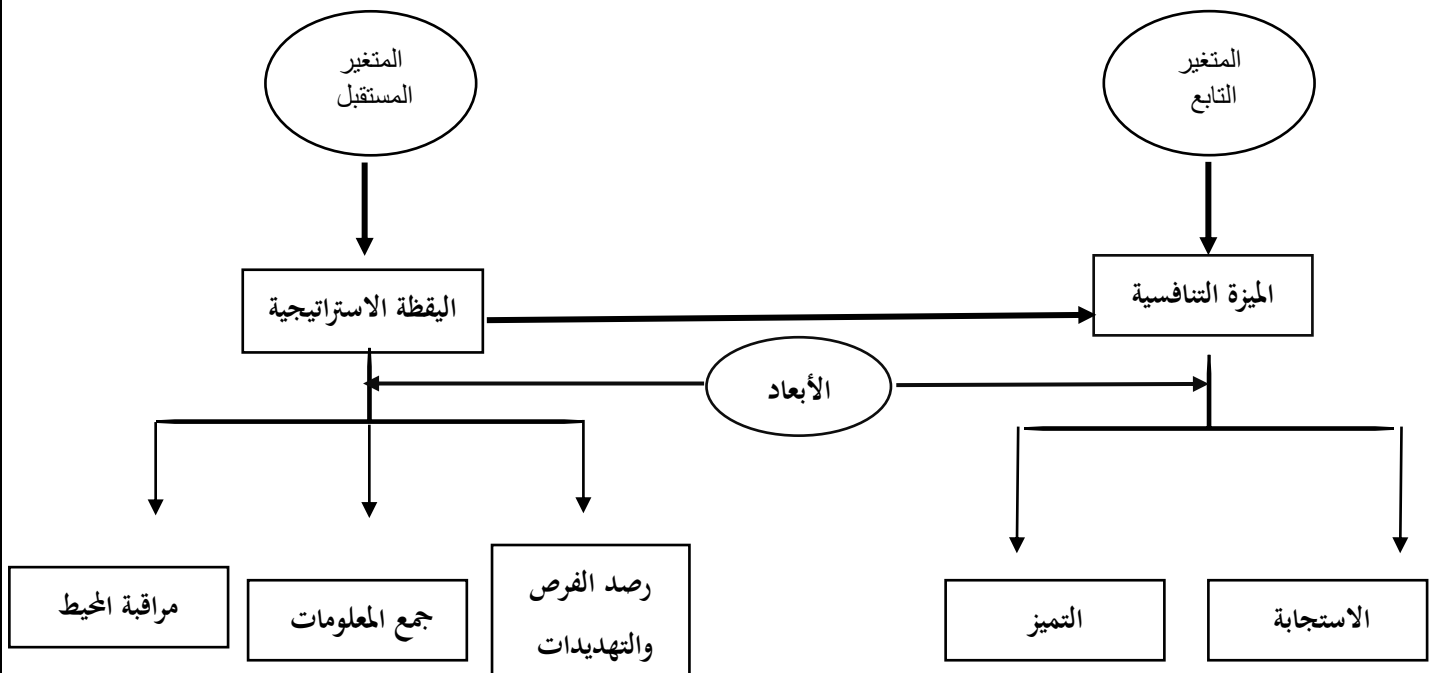 المتغير
التابع
المتغير
المستقبل
الميزة التنافسية
اليقظة الاستراتيجية
الأبعاد
الاستجابة
التميز
رصد الفرص
والتهديدات
جمع المعلومات
مراقبة المحيط